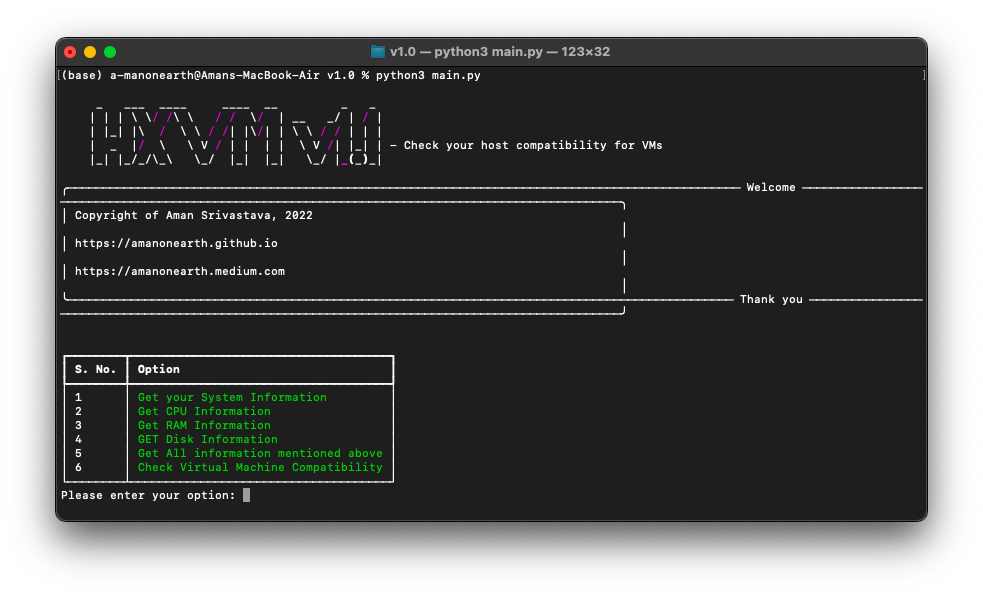 v1.0 — python3 main.py — 123×32
(base) a-manonearth@Amans-MacBook-Air v1.0 % python3 main.py
- Check your host compatibility for VMs
Welcome
Copyright of Aman Srivastava, 2022
https://amanonearth.github.io
https://amanonearth.medium.com
Thank you
S. No. Option
1 Get your System Information
2 Get CPU Information
3 Get RAM Information
4 GET Disk Information
5 Get All information mentioned above
6 Check Virtual Machine Compatibility
Please enter your option: